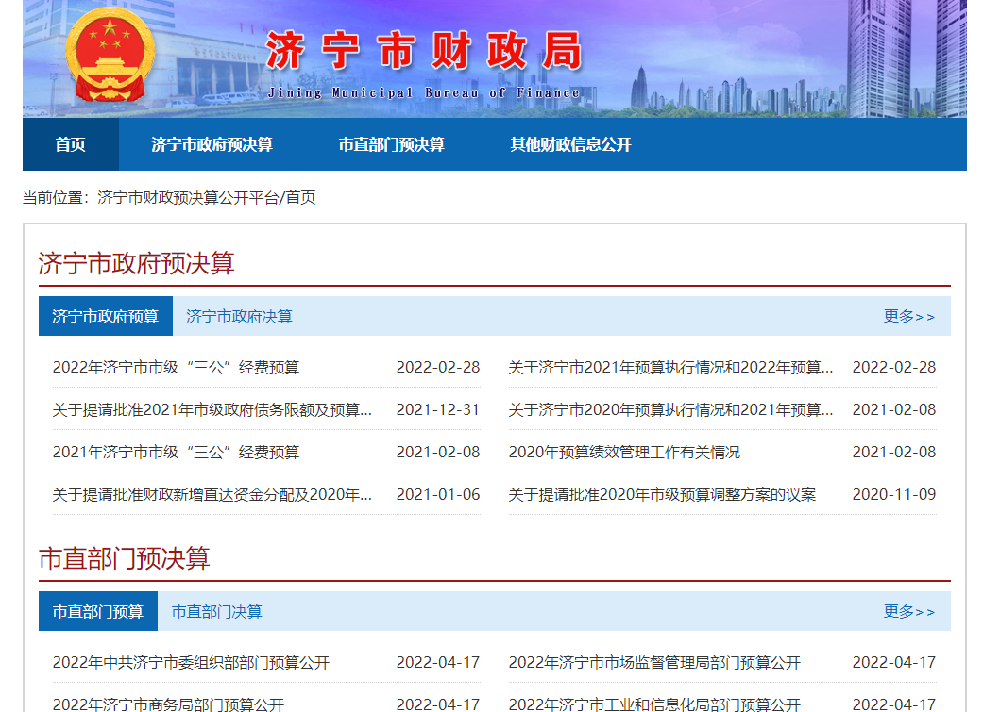 济宁市财政局
Jining Municipal Bureau of Finance
首页 济宁市政府预决算 市直部门预决算 其他财政信息公开
当前位置：济宁市财政预决算公开平台/首页
济宁市政府预决算
济宁市政府预算 济宁市政府决算 更多>>
2022年济宁市市级“三公”经费预算 2022-02-28 关于济宁市2021年预算执行情况和2022年预算... 2022-02-28
关于提请批准2021年市级政府债务限额及预算... 2021-12-31 关于济宁市2020年预算执行情况和2021年预算... 2021-02-08
2021年济宁市市级“三公”经费预算 2021-02-08 2020年预算绩效管理工作有关情况 2021-02-08
关于提请批准财政新增直达资金分配及2020年... 2021-01-06 关于提请批准2020年市级预算调整方案的议案 2020-11-09
市直部门预决算
市直部门预算 市直部门决算 更多>>
2022年中共济宁市委组织部部门预算公开 2022-04-17 2022年济宁市市场监督管理局部门预算公开 2022-04-17
2022年济宁市商务局部门预算公开 2022-04-17 2022年济宁市工业和信息化局部门预算公开 2022-04-17